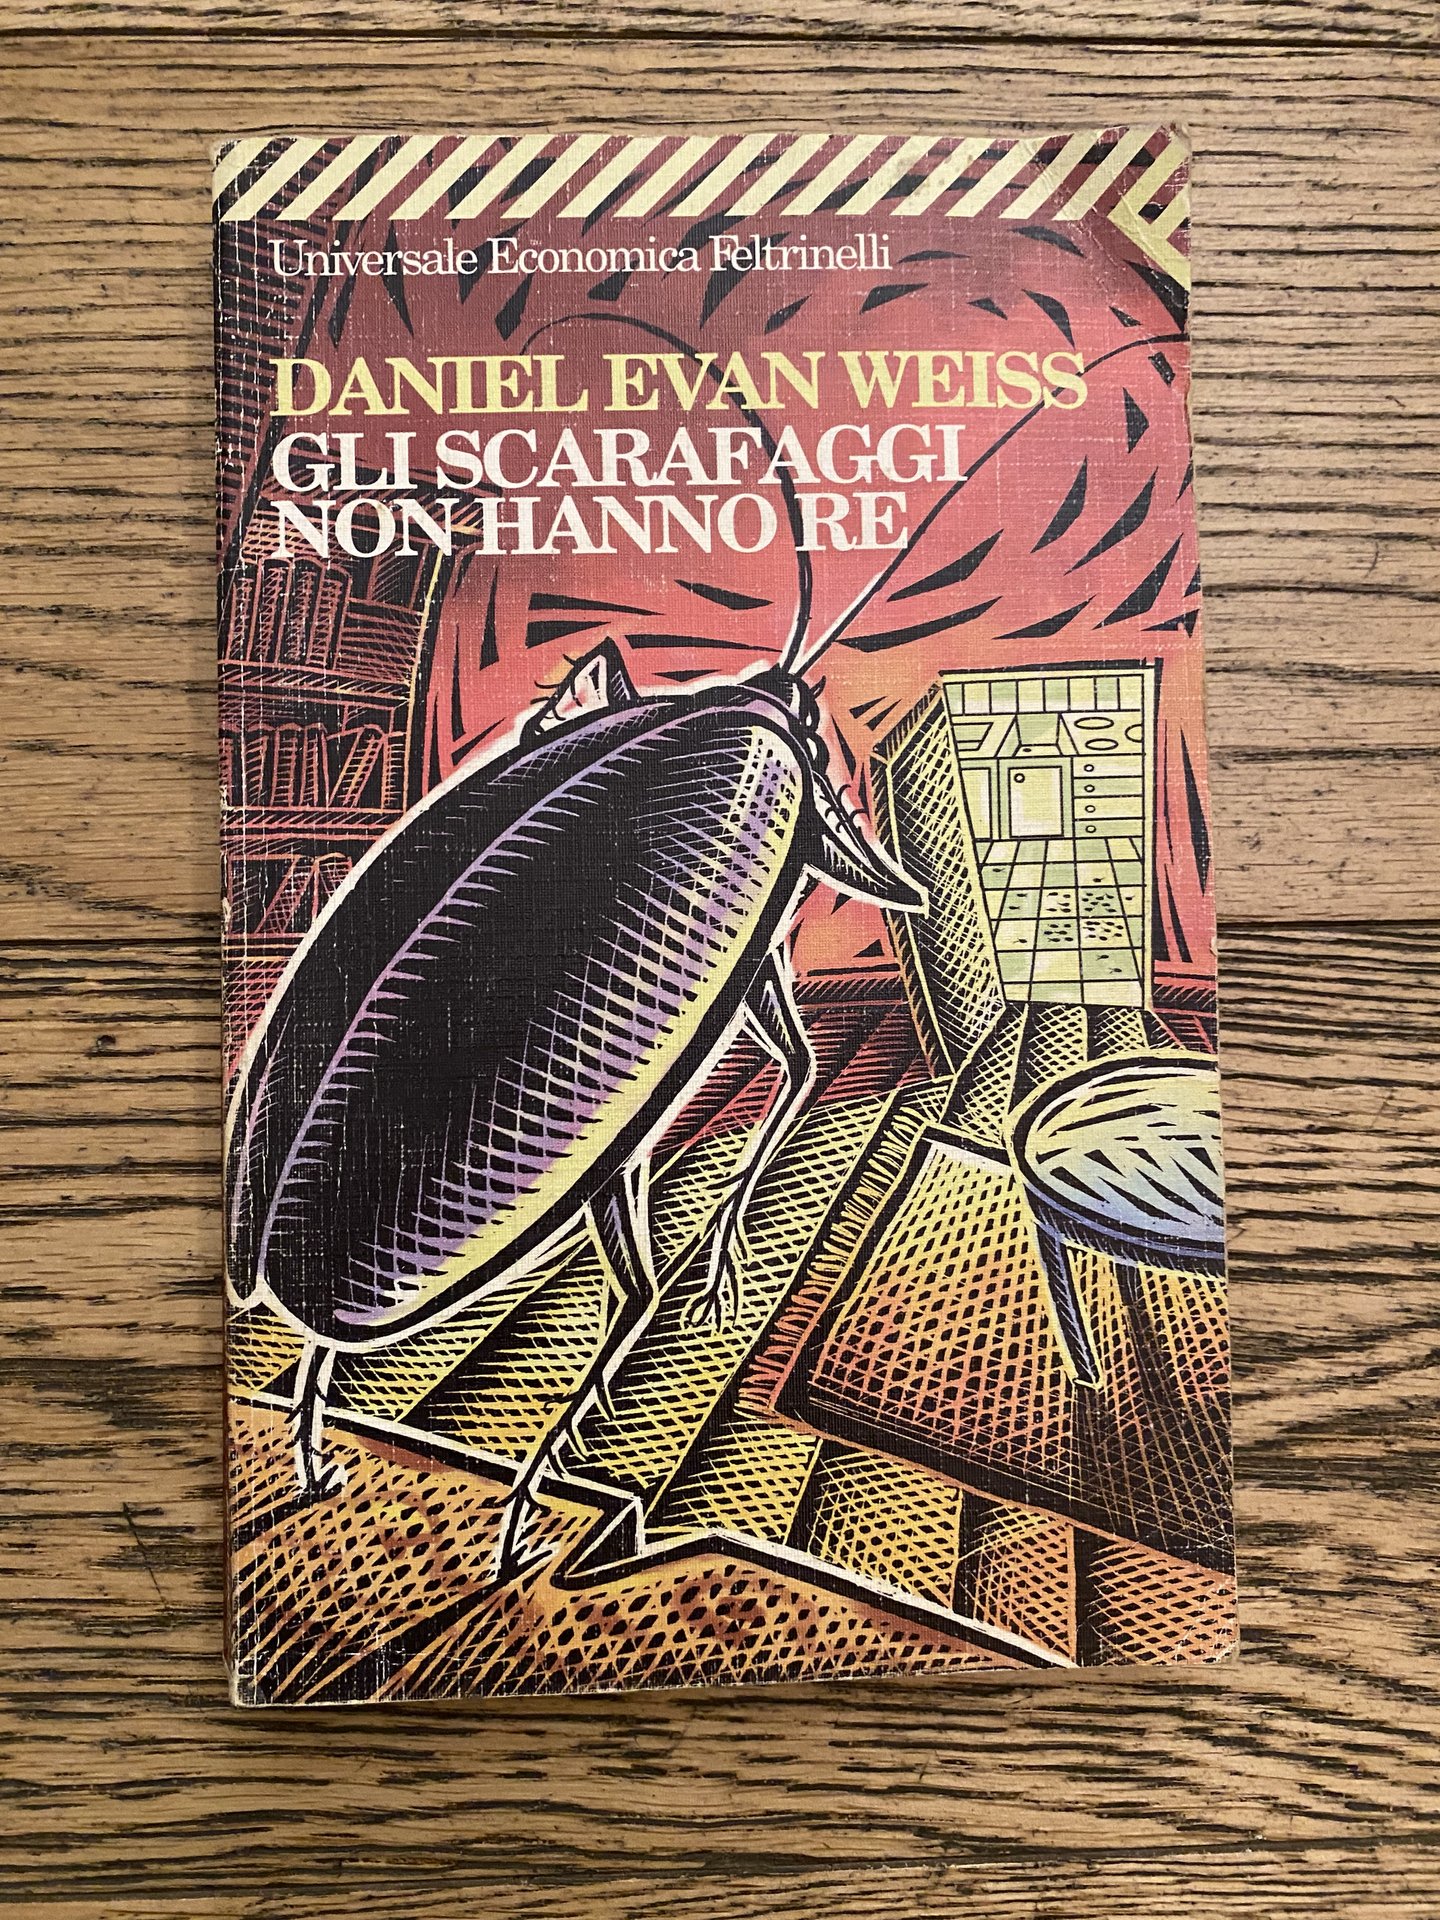 Universale Economica Feltrinelli
DANIEL EVAN WEISS
GLI SCARAFAGGI
NON HANNO RE